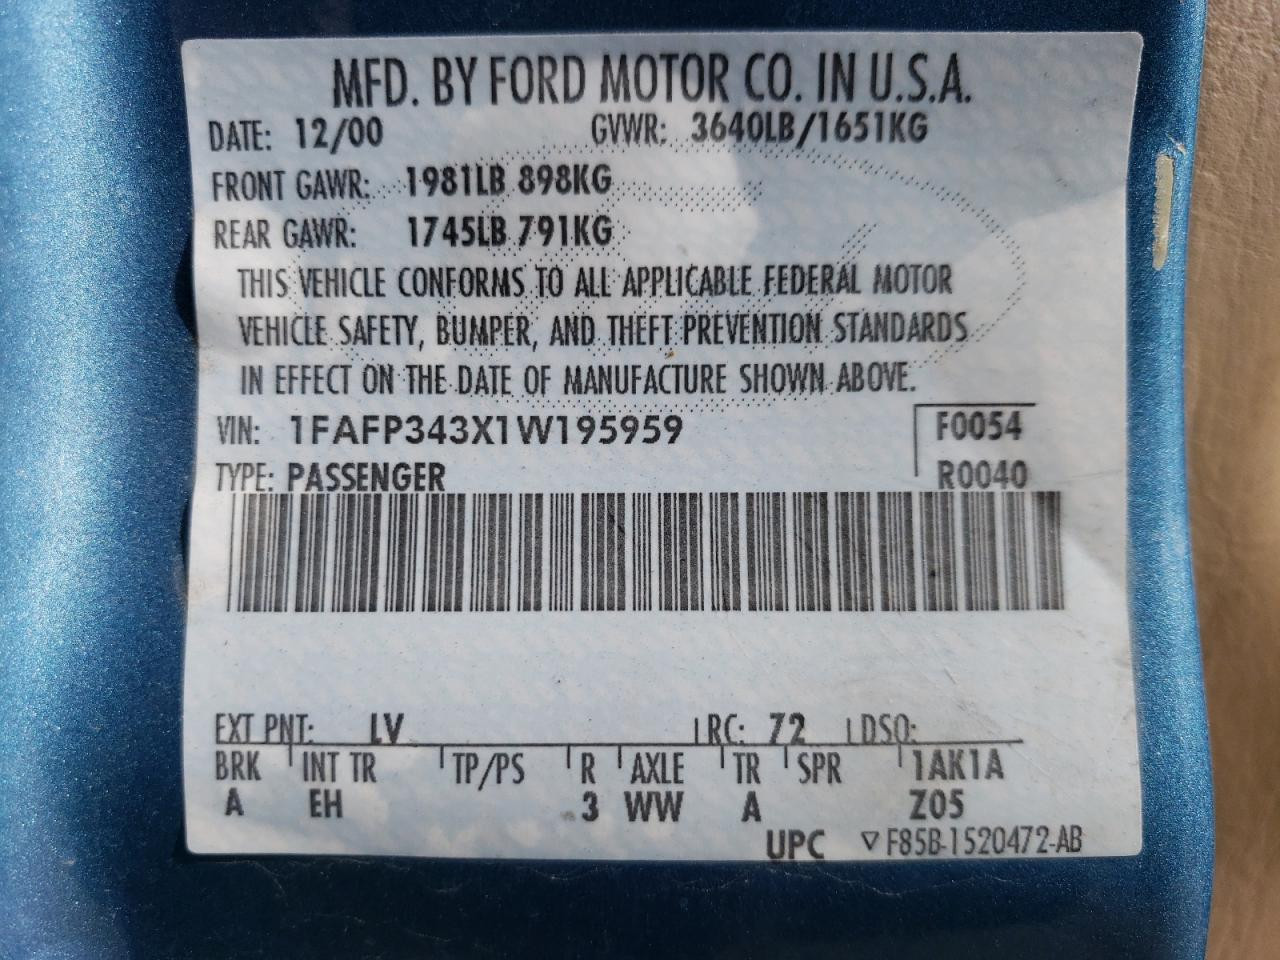 MFD. BY FORD MOTOR CO. IN U.S.A.
DATE: 12/00 GVWR: 3640LB/1651KG
FRONT GAWR: 1981LB 898KG
REAR GAWR: 1745LB 791KG
THIS VEHICLE CONFORMS TO ALL APPLICABLE FEDERAL MOTOR
VEHICLE SAFETY, BUMPER, AND THEFT PREVENTION STANDARDS
IN EFFECT ON THE DATE OF MANUFACTURE SHOWN ABOVE.
VIN: 1FAFP343X1W195959 F0054
TYPE: PASSENGER R0040
EXT PNT: LV RC: 72 DSO:
BRK INT TR TP/PS R AXLE TR SPR 1AK1A
A EH 3 WW A Z05
UPC ▽F85B-1520472-AB